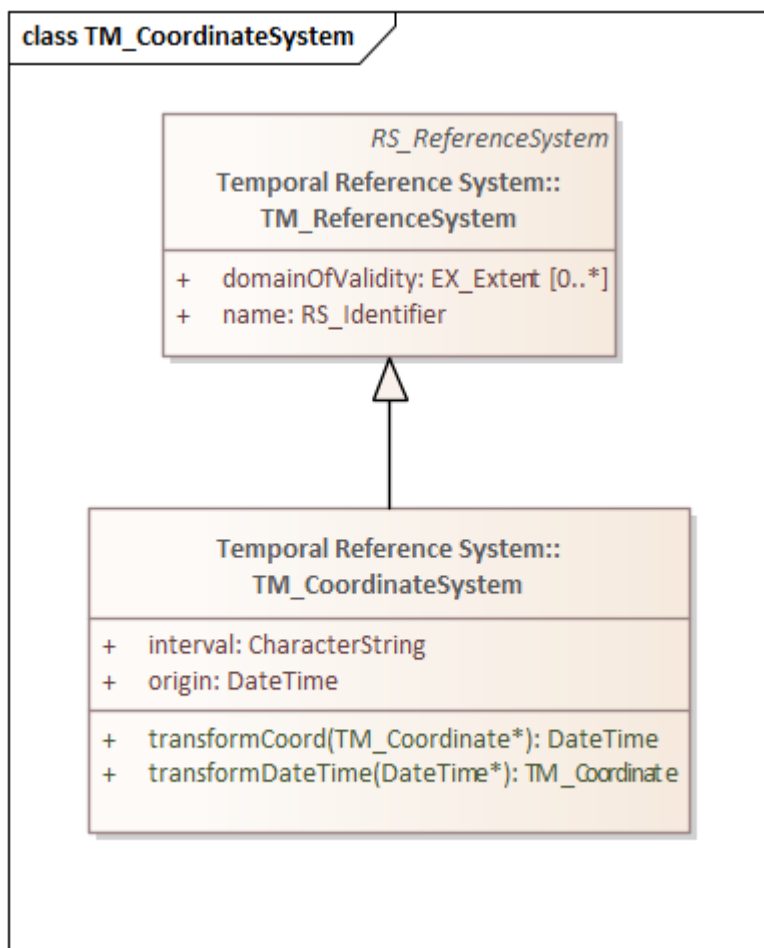 class TM_CoordinateSystem
RS_ReferenceSystem
Temporal Reference System::
TM_ReferenceSystem
+ domainOfValidity: EX_Extent [0..*]
+ name: RS_Identifier
Temporal Reference System::
TM_CoordinateSystem
+ interval: CharacterString
+ origin: DateTime
+ transformCoord(TM_Coordinate*): DateTime
+ transformDateTime(DateTime*): TM_Coordinate